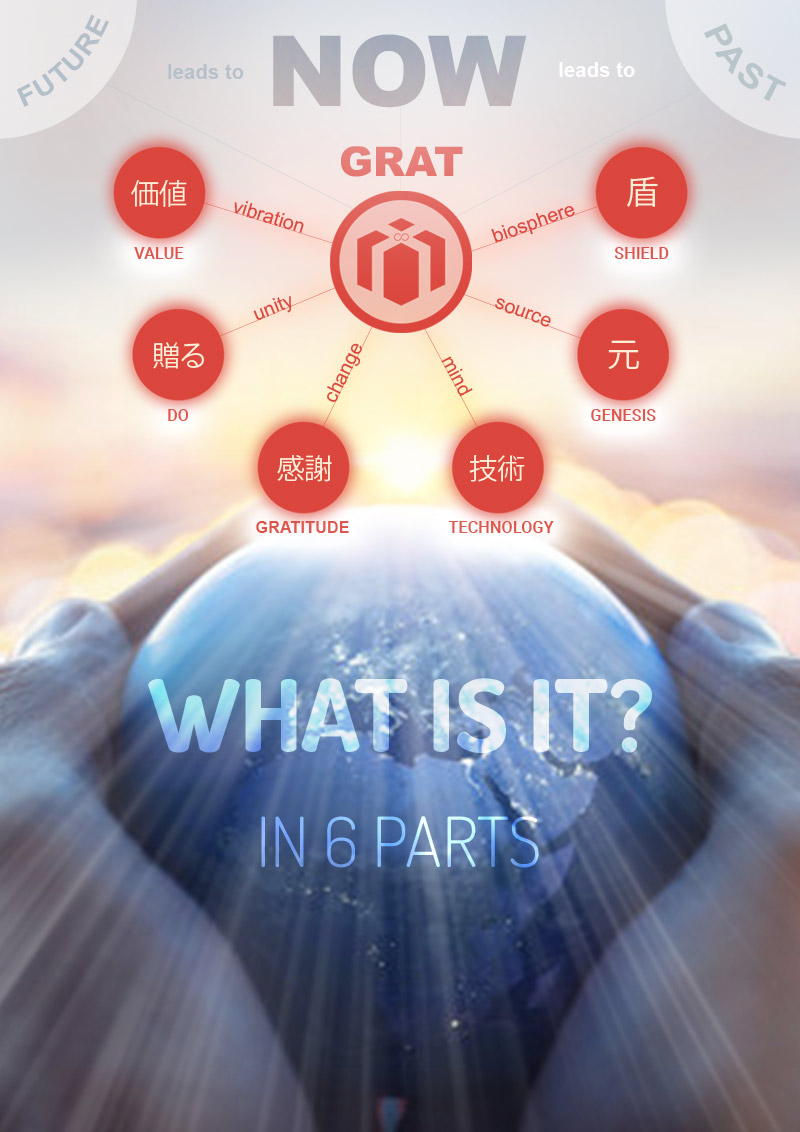 FUTURE
leads to
NOW
leads to
PAST
GRAT
価値
VALUE
vibration
盾
SHIELD
biosphere
贈る
DO
unity
元
GENESIS
source
感謝
GRATITUDE
change
技術
TECHNOLOGY
mind
WHAT IS IT?
IN 6 PARTS